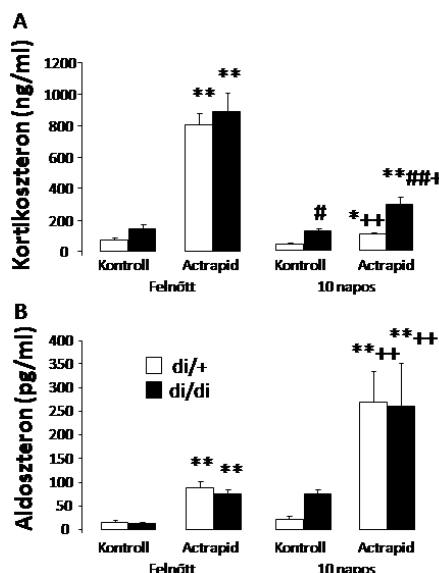 A
Kortikoszteron (ng/ml)
1200
1000
800
600
400
200
0
** **
#
*++
**##+
Kontroll Actrapid Kontroll Actrapid
Felnőtt 10 napos
B
Aldoszteron (pg/ml)
400
350
300
250
200
150
100
50
0
di/+
di/di
** **
**++
**++
Kontroll Actrapid Kontroll Actrapid
Felnőtt 10 napos